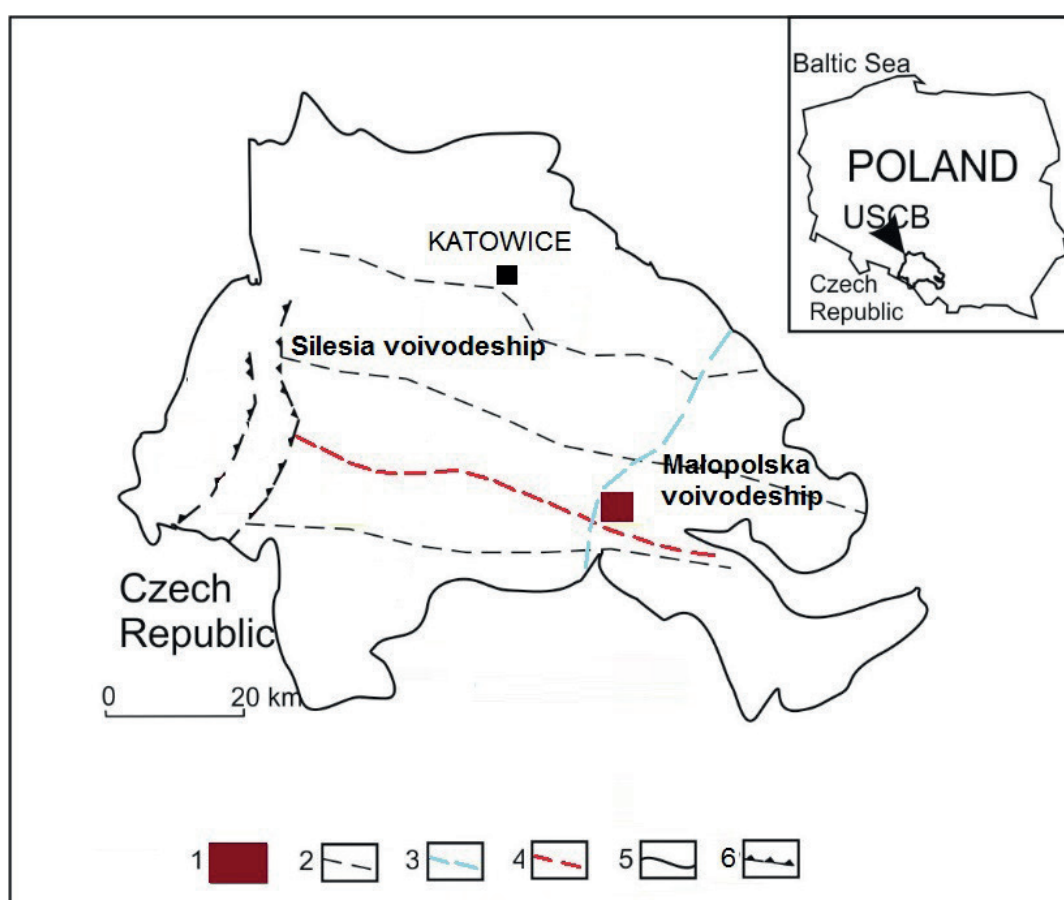 Baltic Sea
POLAND
USCB
Czech
Republic
KATOWICE
Silesia voivodeship
Małopolska
voivodeship
Czech
Republic
0 20 km
1 2 3 4 5 6